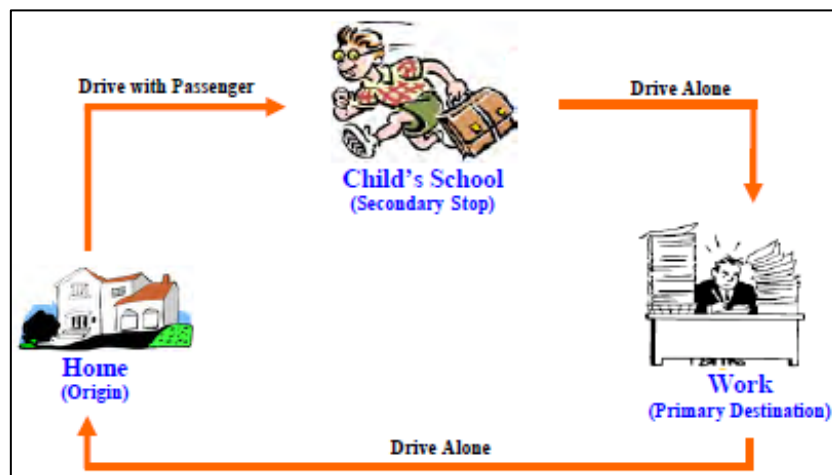 Drive with Passenger
Drive Alone
Child's School
(Secondary Stop)
Home
(Origin)
Work
(Primary Destination)
Drive Alone